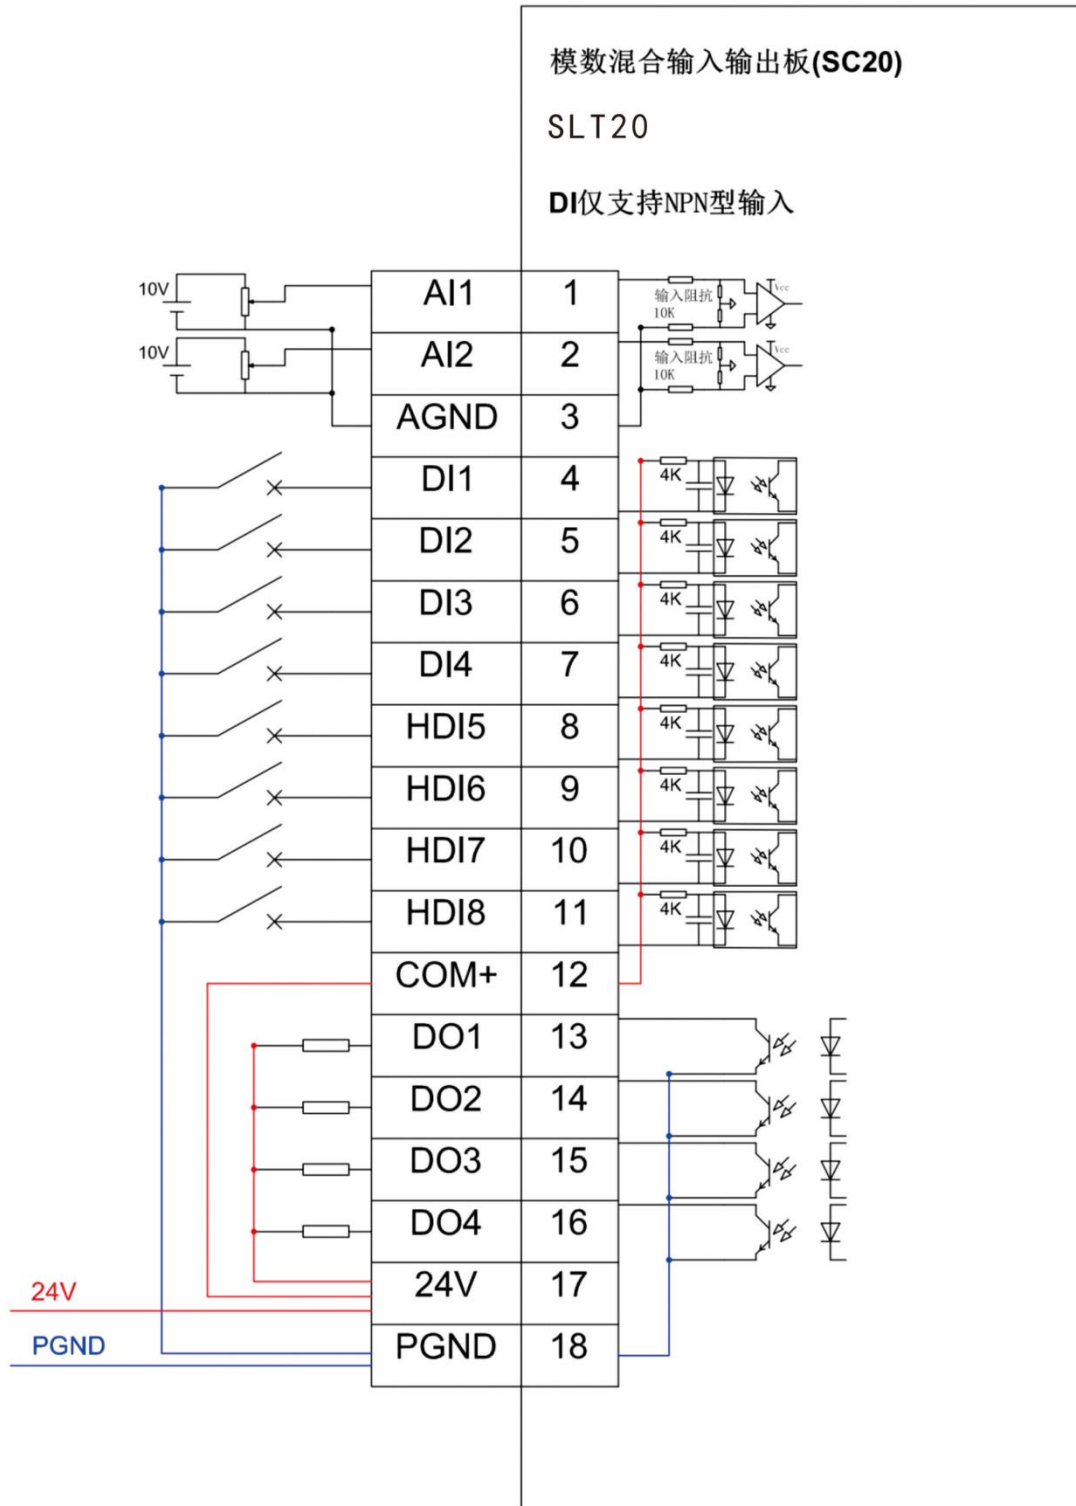 模数混合输入输出板(SC20)
SLT20
DI仅支持NPN型输入
10V
AI1 1
输入阻抗
10K
Vcc
10V
AI2 2
输入阻抗
10K
Vcc
AGND 3
DI1 4
4K
DI2 5
4K
DI3 6
4K
DI4 7
4K
HDI5 8
4K
HDI6 9
4K
HDI7 10
4K
HDI8 11
4K
COM+ 12
DO1 13
DO2 14
DO3 15
DO4 16
24V
24V 17
PGND
PGND 18